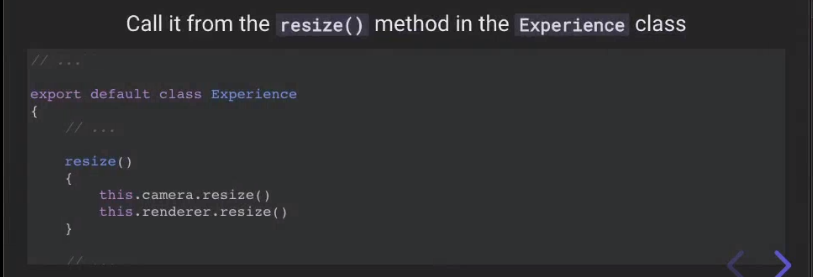 Call it from the resize() method in the Experience class
// ...
export default class Experience
{
// ...
resize()
{
this.camera.resize()
this.renderer.resize()
}
// ...